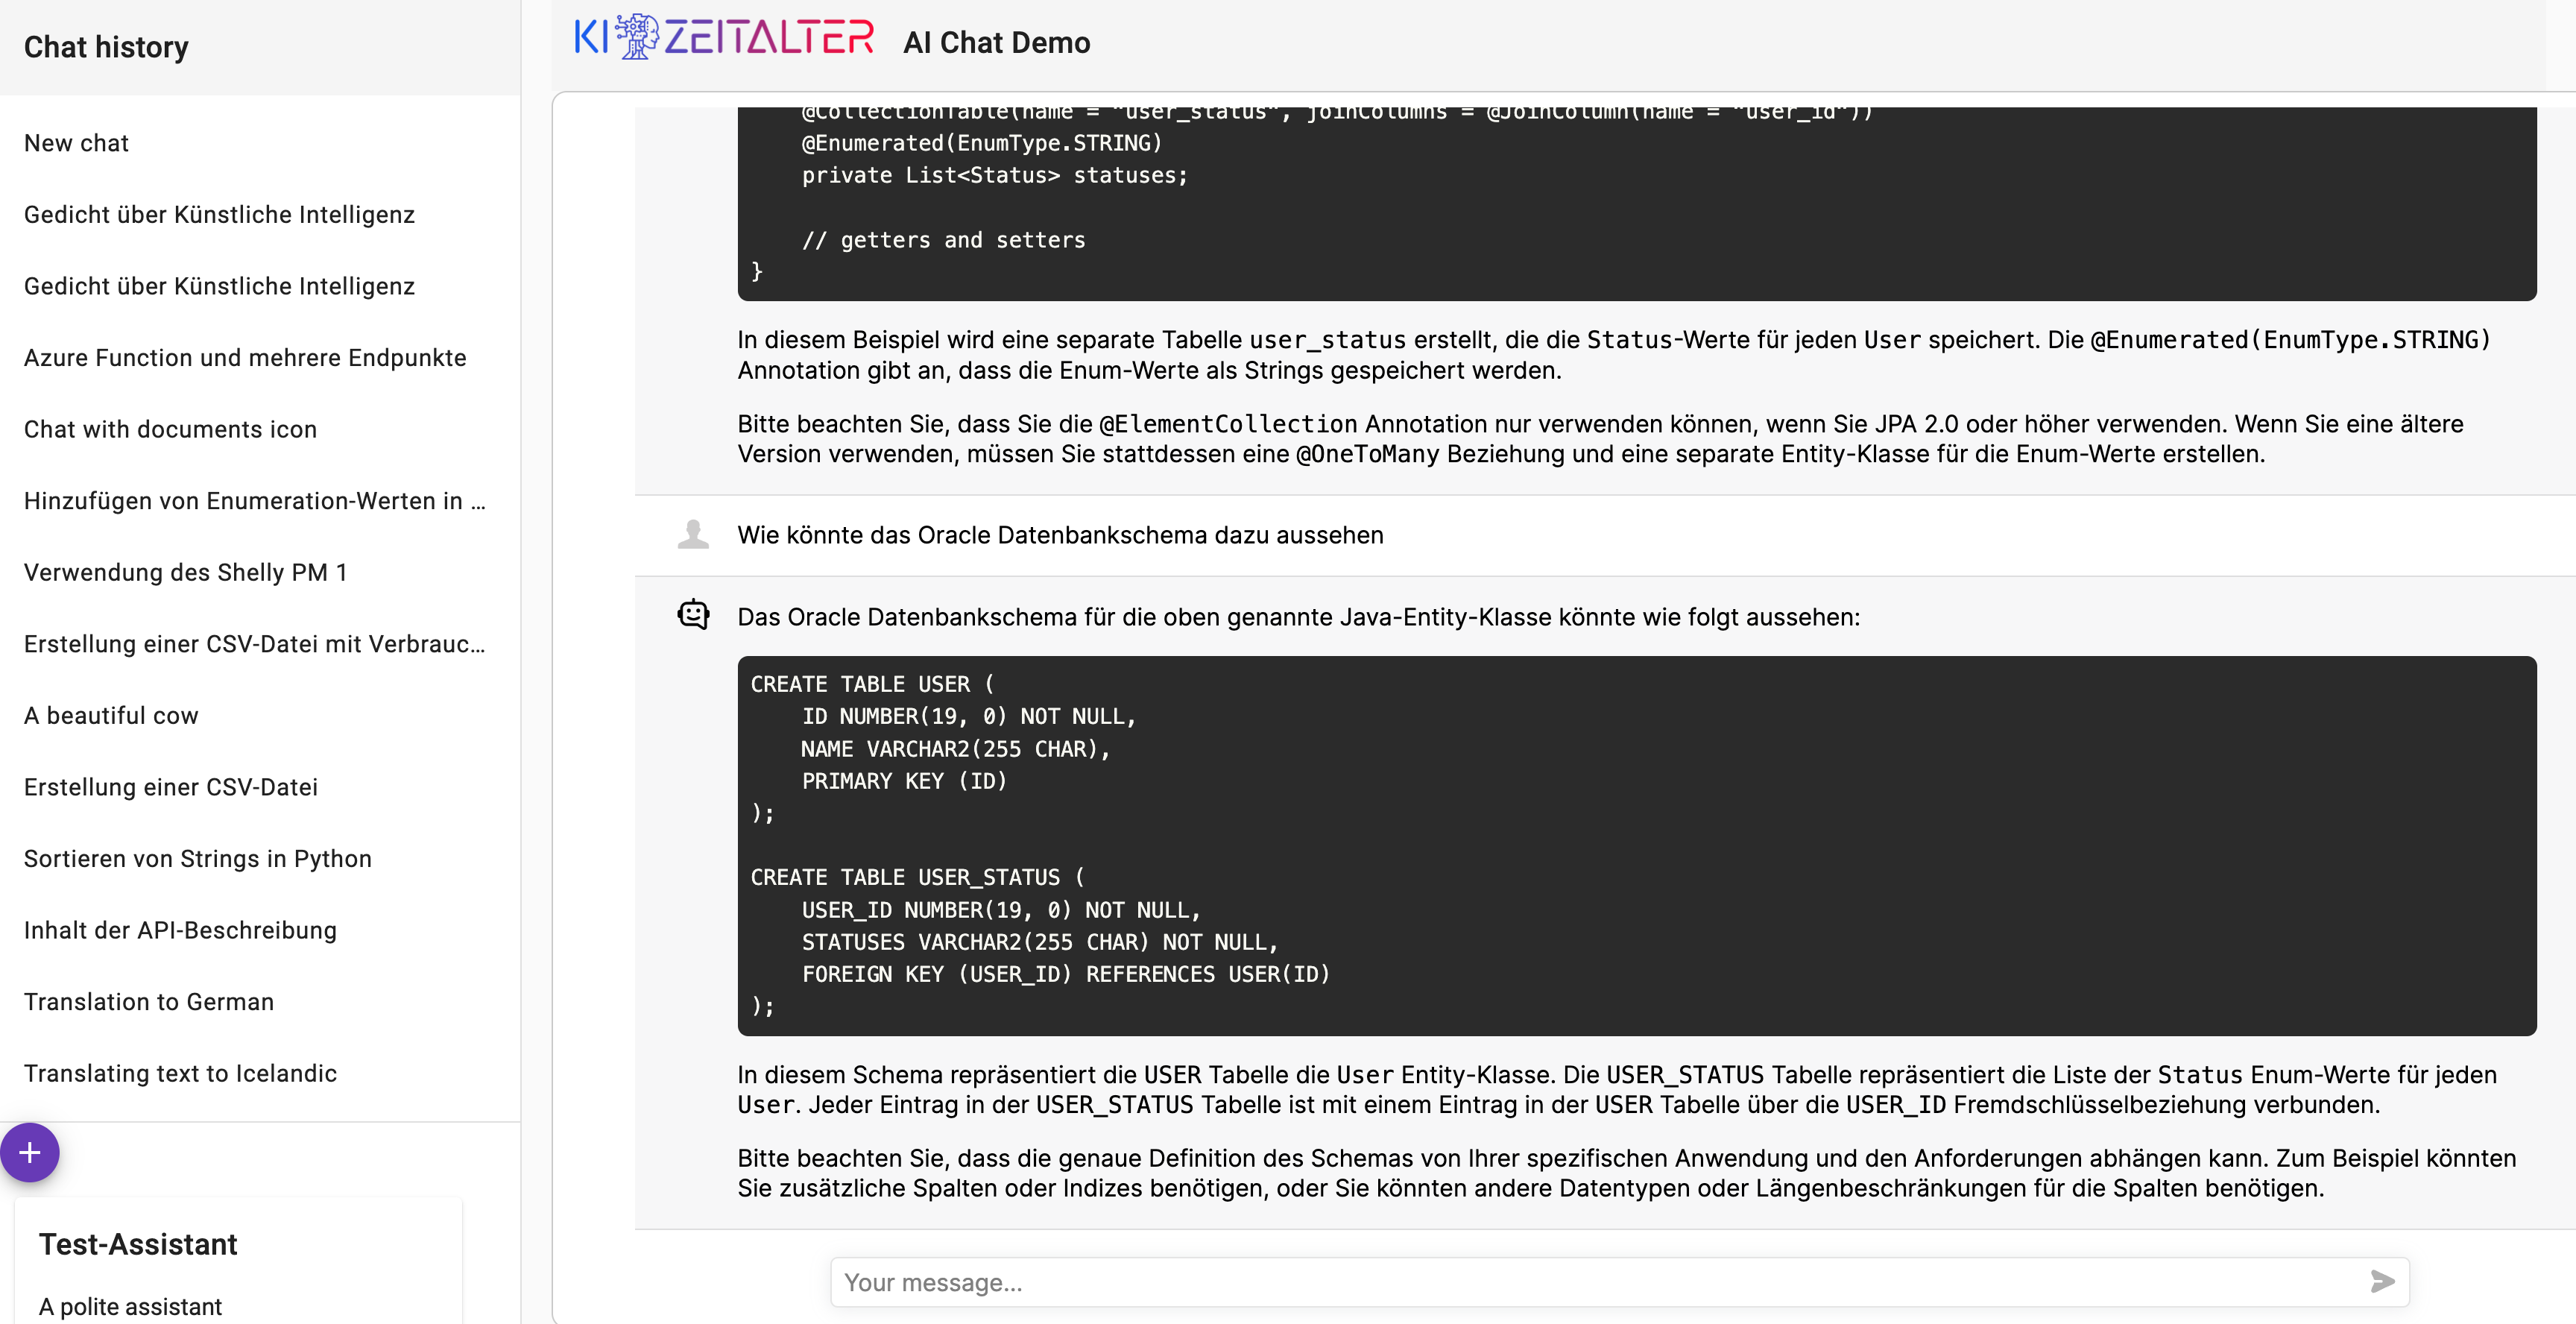 Chat history
New chat
Gedicht über Künstliche Intelligenz
Gedicht über Künstliche Intelligenz
Azure Function und mehrere Endpunkte
Chat with documents icon
Hinzufügen von Enumeration-Werten in ...
Verwendung des Shelly PM 1
Erstellung einer CSV-Datei mit Verbrauc...
A beautiful cow
Erstellung einer CSV-Datei
Sortieren von Strings in Python
Inhalt der API-Beschreibung
Translation to German
Translating text to Icelandic
+
Test-Assistant
A polite assistant
KI ZEITALTER AI Chat Demo
@CollectionTable(name = "user_status", joinColumns = @JoinColumn(name = "user_id"))
@Enumerated(EnumType.STRING)
private List<Status> statuses;
// getters and setters
}
In diesem Beispiel wird eine separate Tabelle user_status erstellt, die die Status-Werte für jeden User speichert. Die @Enumerated(EnumType.STRING)
Annotation gibt an, dass die Enum-Werte als Strings gespeichert werden.
Bitte beachten Sie, dass Sie die @ElementCollection Annotation nur verwenden können, wenn Sie JPA 2.0 oder höher verwenden. Wenn Sie eine ältere
Version verwenden, müssen Sie stattdessen eine @OneToMany Beziehung und eine separate Entity-Klasse für die Enum-Werte erstellen.
Wie könnte das Oracle Datenbankschema dazu aussehen
Das Oracle Datenbankschema für die oben genannte Java-Entity-Klasse könnte wie folgt aussehen:
CREATE TABLE USER (
ID NUMBER(19, 0) NOT NULL,
NAME VARCHAR2(255 CHAR),
PRIMARY KEY (ID)
);
CREATE TABLE USER_STATUS (
USER_ID NUMBER(19, 0) NOT NULL,
STATUSES VARCHAR2(255 CHAR) NOT NULL,
FOREIGN KEY (USER_ID) REFERENCES USER(ID)
);
In diesem Schema repräsentiert die USER Tabelle die User Entity-Klasse. Die USER_STATUS Tabelle repräsentiert die Liste der Status Enum-Werte für jeden
User. Jeder Eintrag in der USER_STATUS Tabelle ist mit einem Eintrag in der USER Tabelle über die USER_ID Fremdschlüsselbeziehung verbunden.
Bitte beachten Sie, dass die genaue Definition des Schemas von Ihrer spezifischen Anwendung und den Anforderungen abhängen kann. Zum Beispiel könnten
Sie zusätzliche Spalten oder Indizes benötigen, oder Sie könnten andere Datentypen oder Längenbeschränkungen für die Spalten benötigen.
Your message...